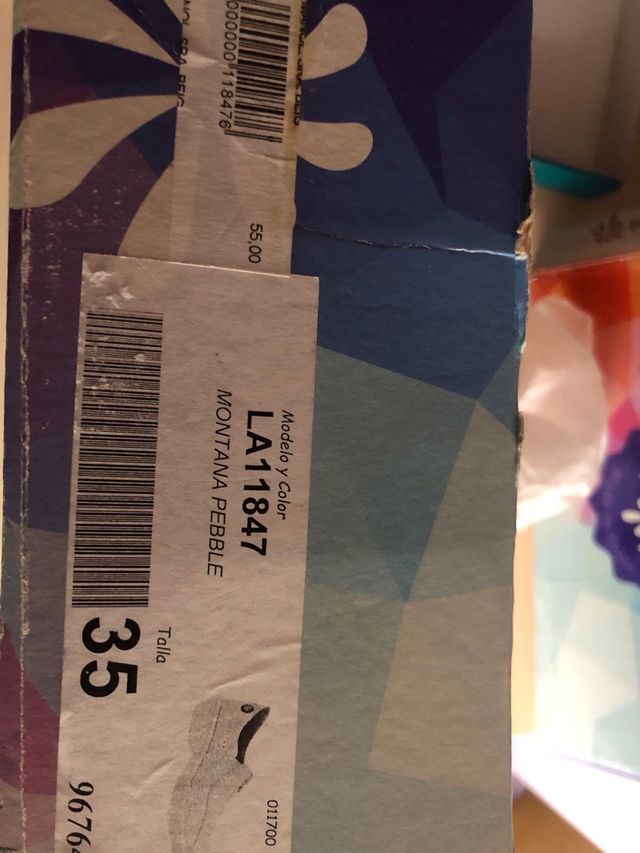 000000118476
55,00
Modelo y Color
LA11847
MONTANA PEBBLE
Talla
35
011700
9676